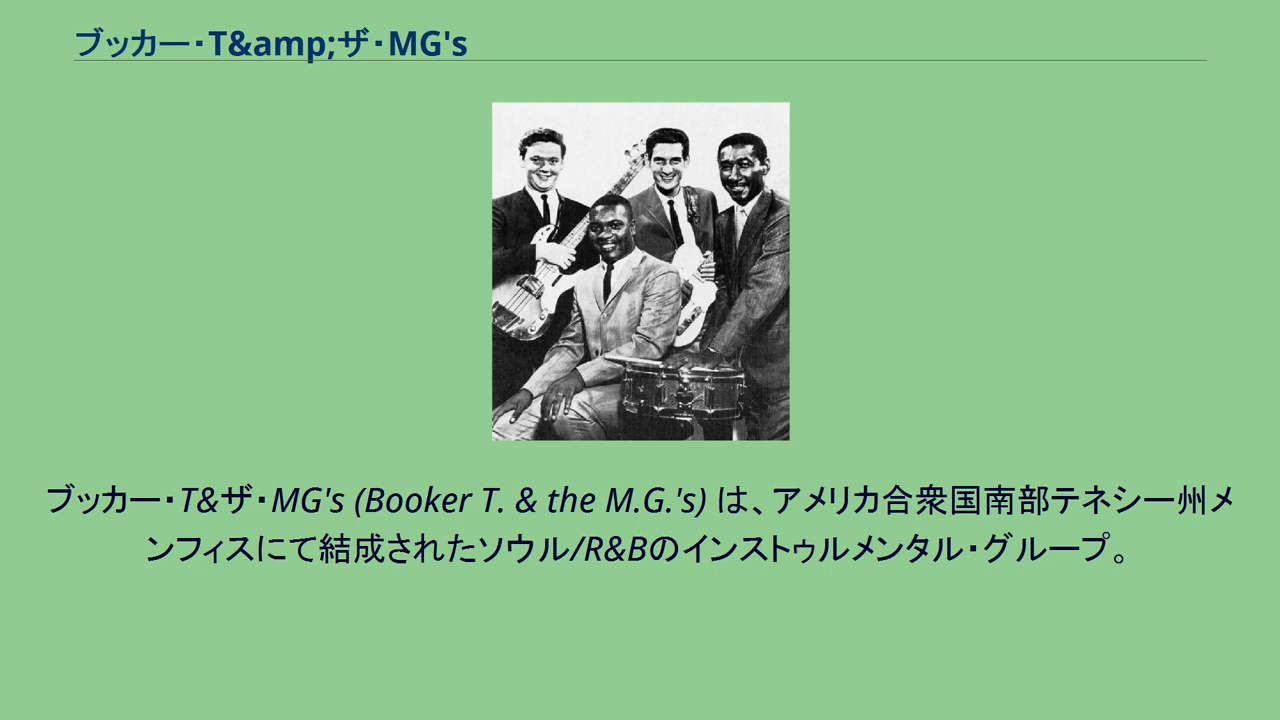 ブッカー・T&amp;ザ・MG's
ブッカー・T&ザ・MG's (Booker T. & the M.G.'s) は、アメリカ合衆国南部テネシー州メ
ンフィスにて結成されたソウル/R&Bのインストゥルメンタル・グループ。